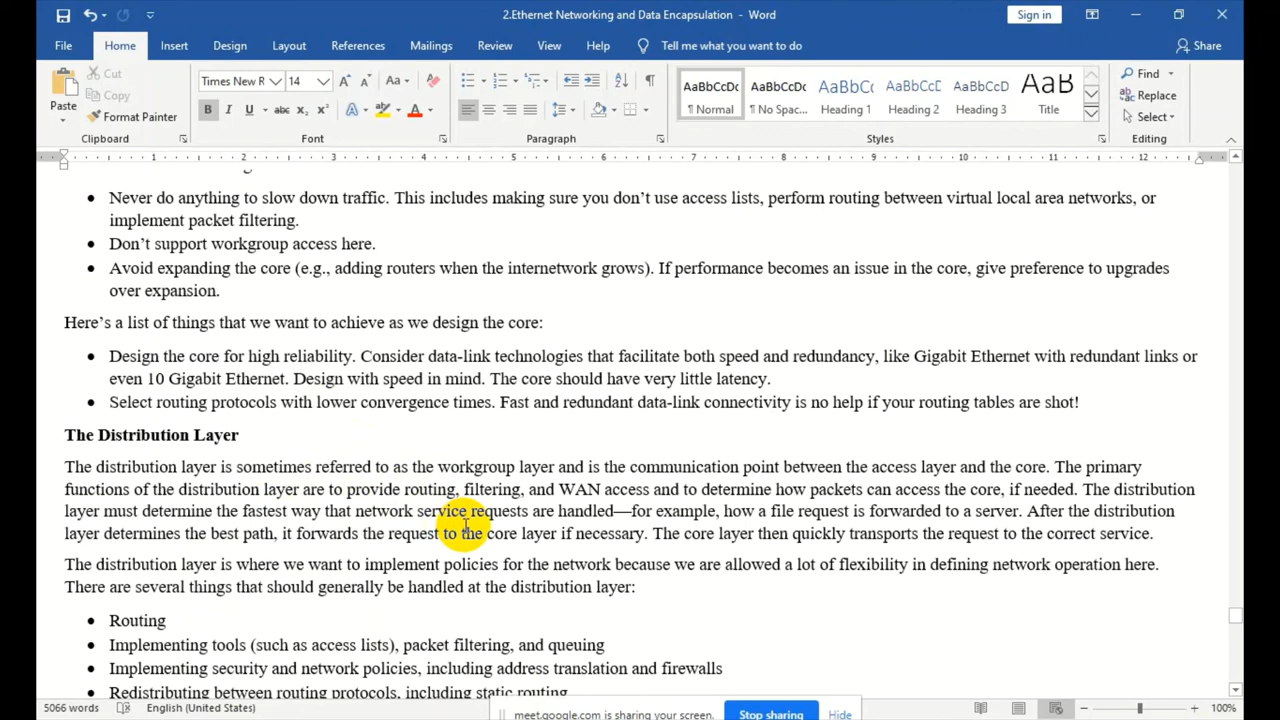 2.Ethernet Networking and Data Encapsulation - Word
Sign in
File Home Insert Design Layout References Mailings Review View Help Tell me what you want to do Share
Paste
Cut
Copy
Format Painter
Clipboard
Times New R 14
Aa
B I U abc x₂ x²
Font
Paragraph
AaBbCcDc AaBbCcDc AaBbC AaBbCcD AaBbCcD AaB
¶ Normal ¶ No Spac... Heading 1 Heading 2 Heading 3 Title
Styles
Find
Replace
Select
Editing
1 2 3 4 5 6 7 8 9 10 11 12
• Never do anything to slow down traffic. This includes making sure you don’t use access lists, perform routing between virtual local area networks, or
implement packet filtering.
• Don’t support workgroup access here.
• Avoid expanding the core (e.g., adding routers when the internetwork grows). If performance becomes an issue in the core, give preference to upgrades
over expansion.
Here’s a list of things that we want to achieve as we design the core:
• Design the core for high reliability. Consider data-link technologies that facilitate both speed and redundancy, like Gigabit Ethernet with redundant links or
even 10 Gigabit Ethernet. Design with speed in mind. The core should have very little latency.
• Select routing protocols with lower convergence times. Fast and redundant data-link connectivity is no help if your routing tables are shot!
The Distribution Layer
The distribution layer is sometimes referred to as the workgroup layer and is the communication point between the access layer and the core. The primary
functions of the distribution layer are to provide routing, filtering, and WAN access and to determine how packets can access the core, if needed. The distribution
layer must determine the fastest way that network service requests are handled—for example, how a file request is forwarded to a server. After the distribution
layer determines the best path, it forwards the request to the core layer if necessary. The core layer then quickly transports the request to the correct service.
The distribution layer is where we want to implement policies for the network because we are allowed a lot of flexibility in defining network operation here.
There are several things that should generally be handled at the distribution layer:
• Routing
• Implementing tools (such as access lists), packet filtering, and queuing
• Implementing security and network policies, including address translation and firewalls
• Redistributing between routing protocols, including static routing
5066 words English (United States) 100%
meet.google.com is sharing your screen. Stop sharing Hide